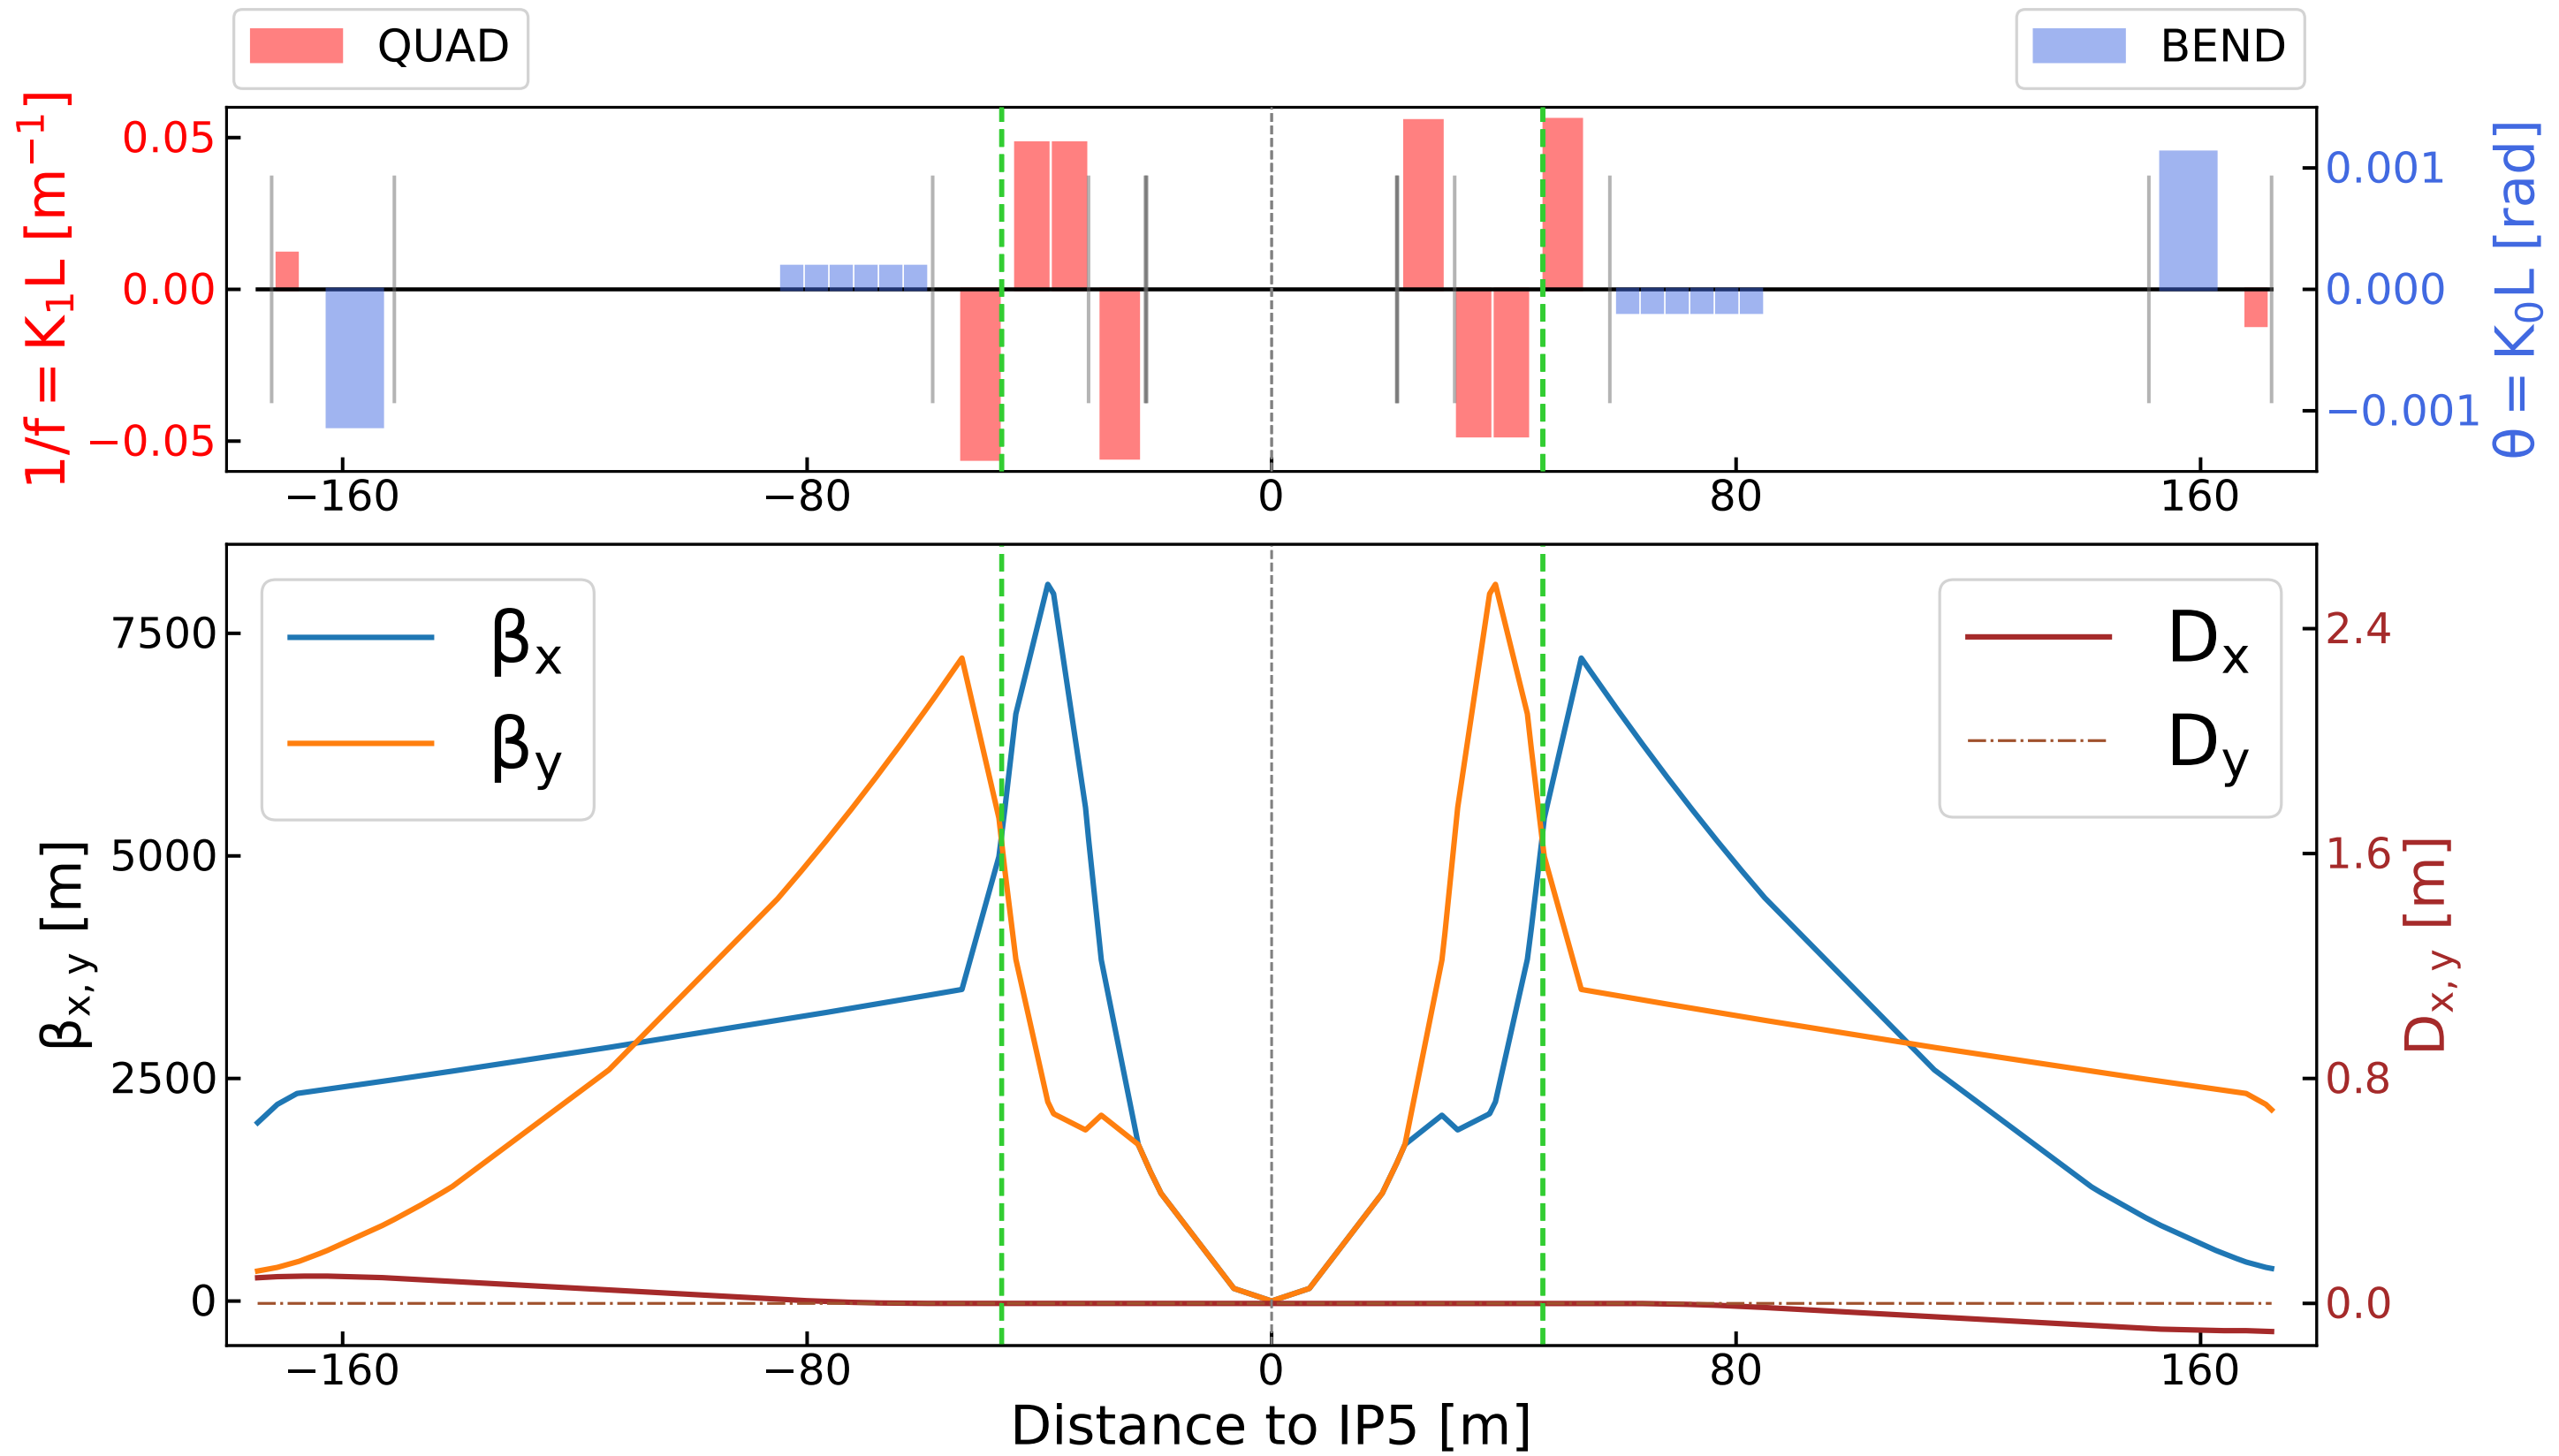 QUAD
BEND
1/f = K₁L [m⁻¹]
0.05
0.00
−0.05
0.001
0.000
−0.001
θ = K₀L [rad]
−160
−80
0
80
160
βx
βy
Dx
Dy
βx, y [m]
7500
5000
2500
0
2.4
1.6
0.8
0.0
Dx, y [m]
−160
−80
0
80
160
Distance to IP5 [m]